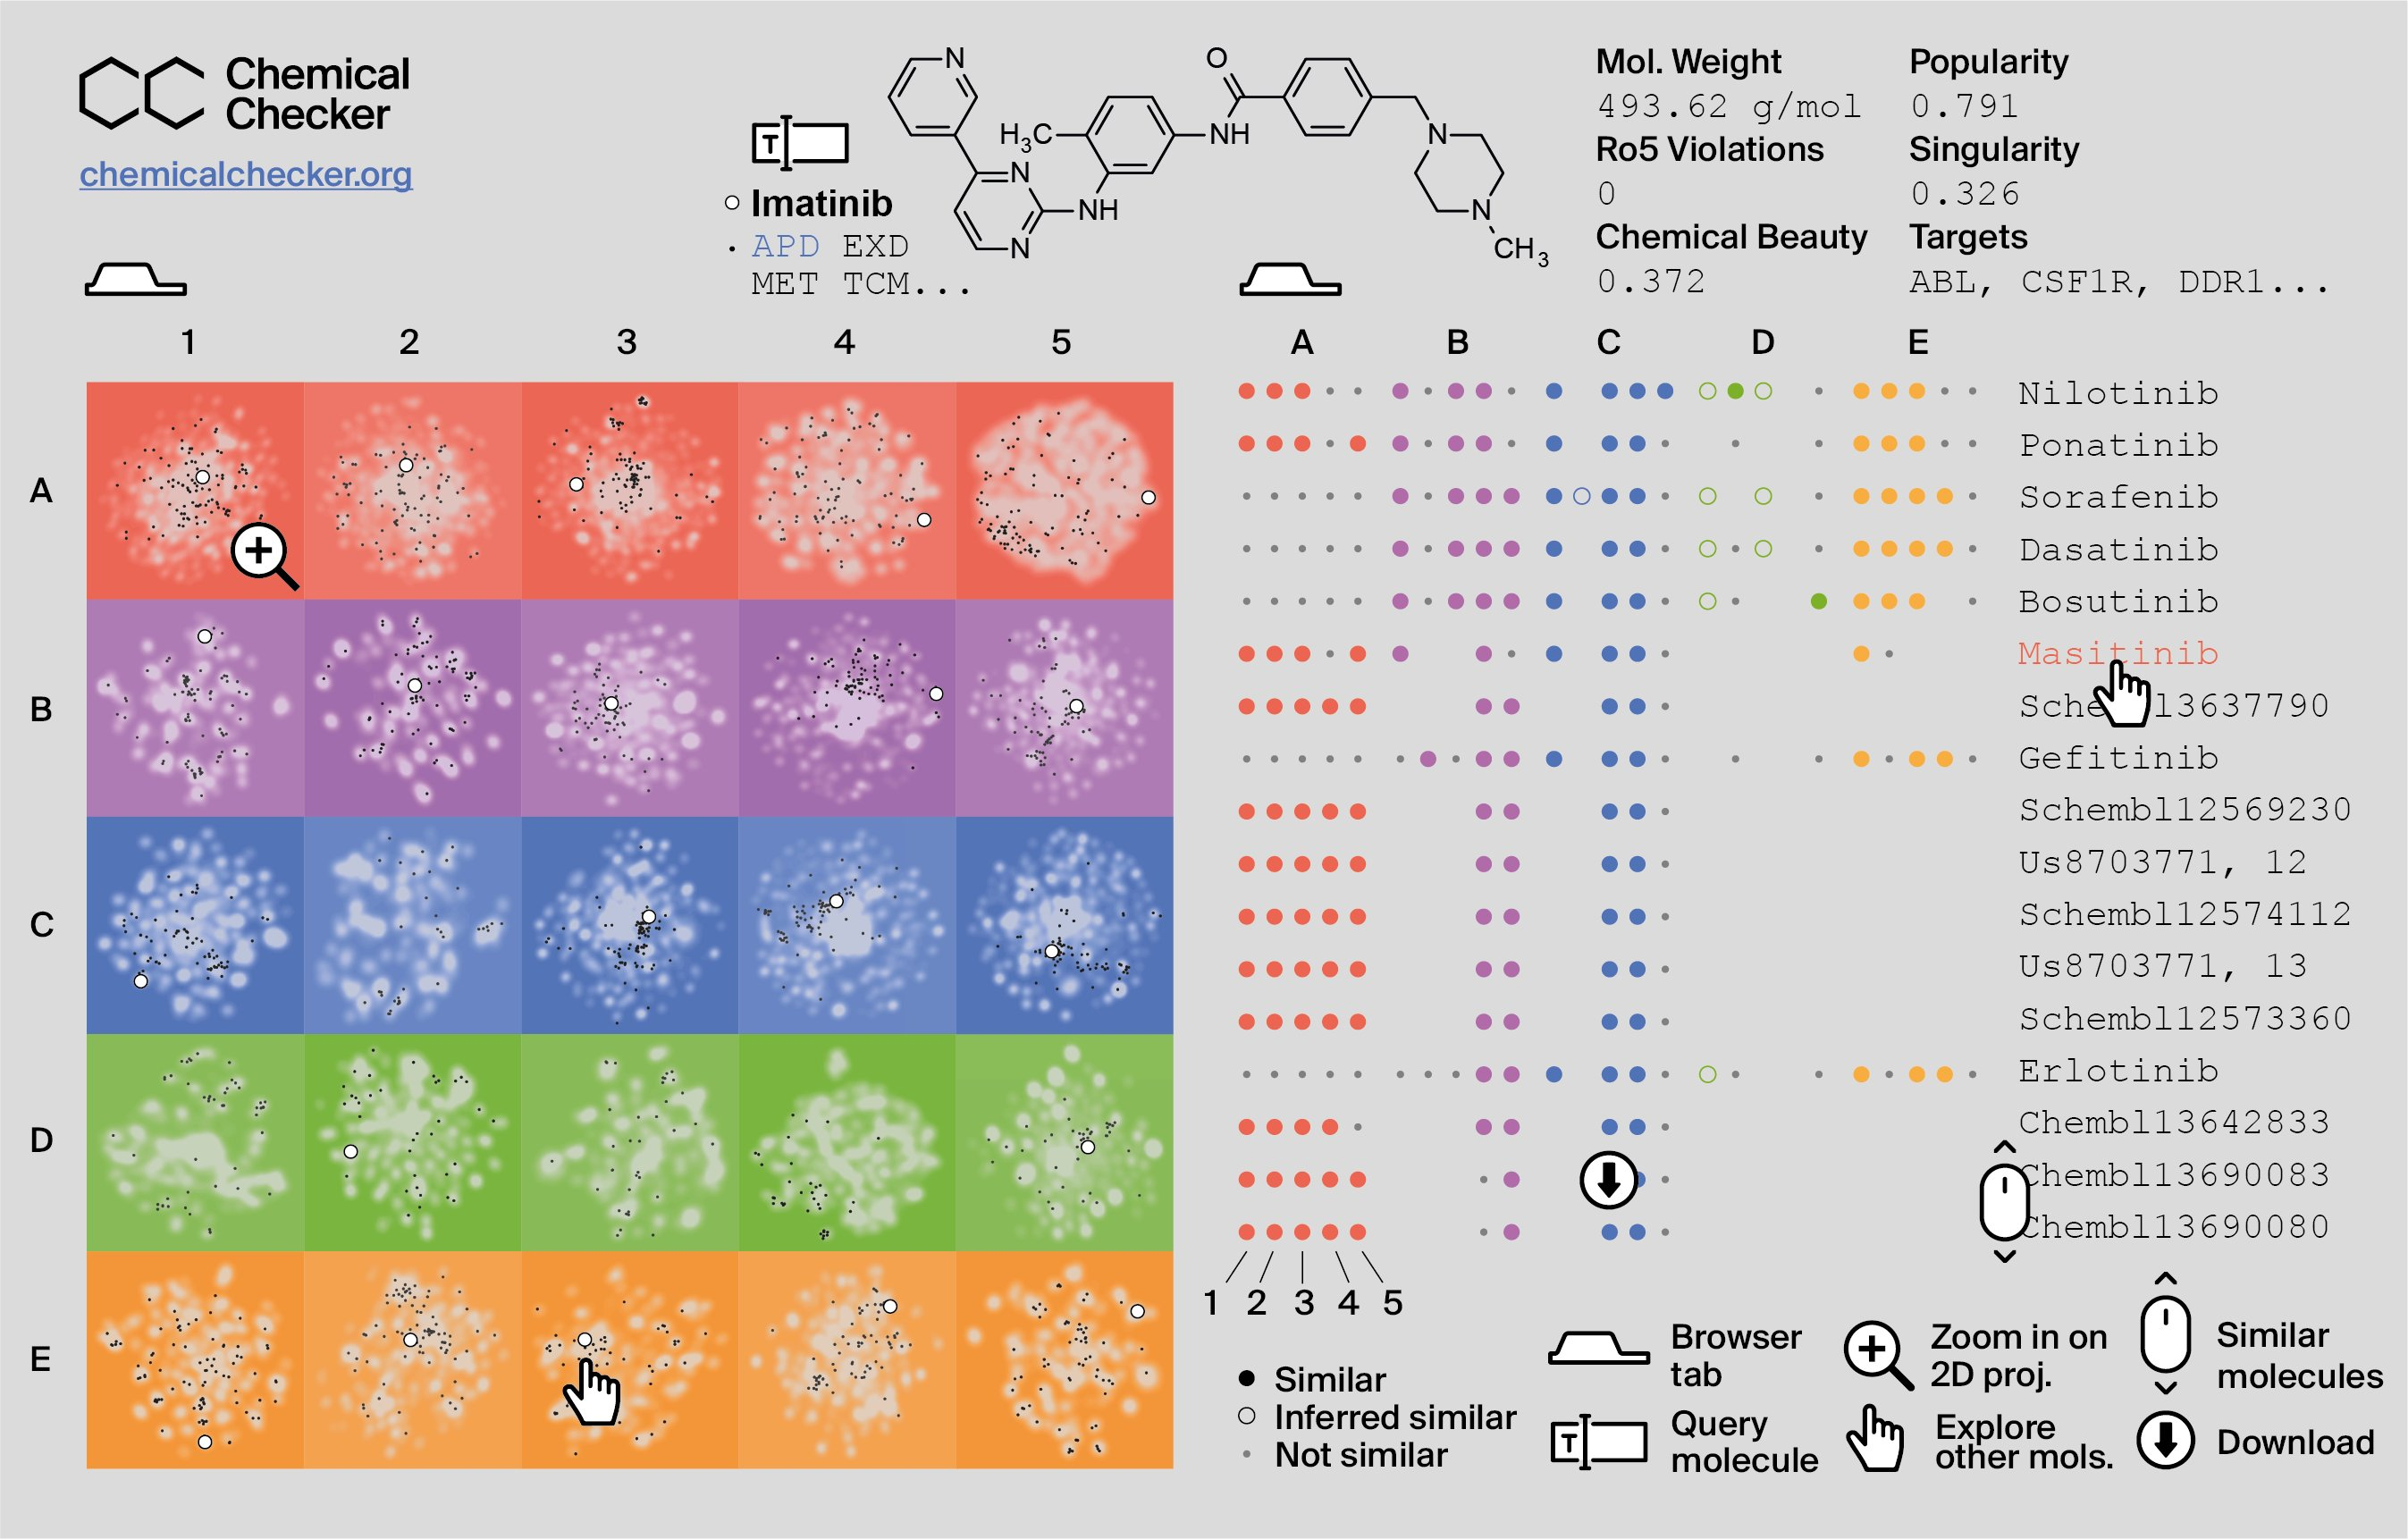 Chemical
Checker
chemicalchecker.org
T
Imatinib
APD EXD
MET TCM...
N
H₃C
N
N
NH
O
NH
N
N
CH₃
Mol. Weight
493.62 g/mol
Ro5 Violations
0
Chemical Beauty
0.372
Popularity
0.791
Singularity
0.326
Targets
ABL, CSF1R, DDR1...
1 2 3 4 5
A
B
C
D
E
A B C D E
Nilotinib
Ponatinib
Sorafenib
Dasatinib
Bosutinib
Masitinib
Gefitinib
Schembl12569230
Us8703771, 12
Schembl12574112
Us8703771, 13
Schembl12573360
Erlotinib
Chembl13642833
Chembl13690083
Chembl13690080
1 2 3 4 5
Similar
Inferred similar
Not similar
Browser
tab
T
Query
molecule
Zoom in on
2D proj.
Explore
other mols.
Similar
molecules
Download